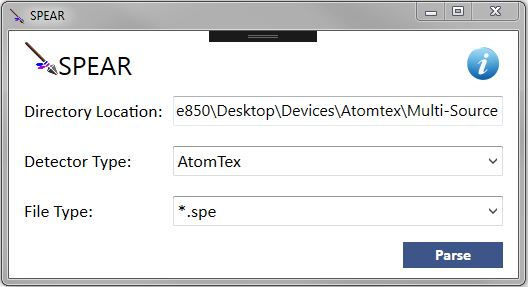 SPEAR
SPEAR
Directory Location: e850\Desktop\Devices\Atomtex\Multi-Source
Detector Type: AtomTex
File Type: *.spe
Parse